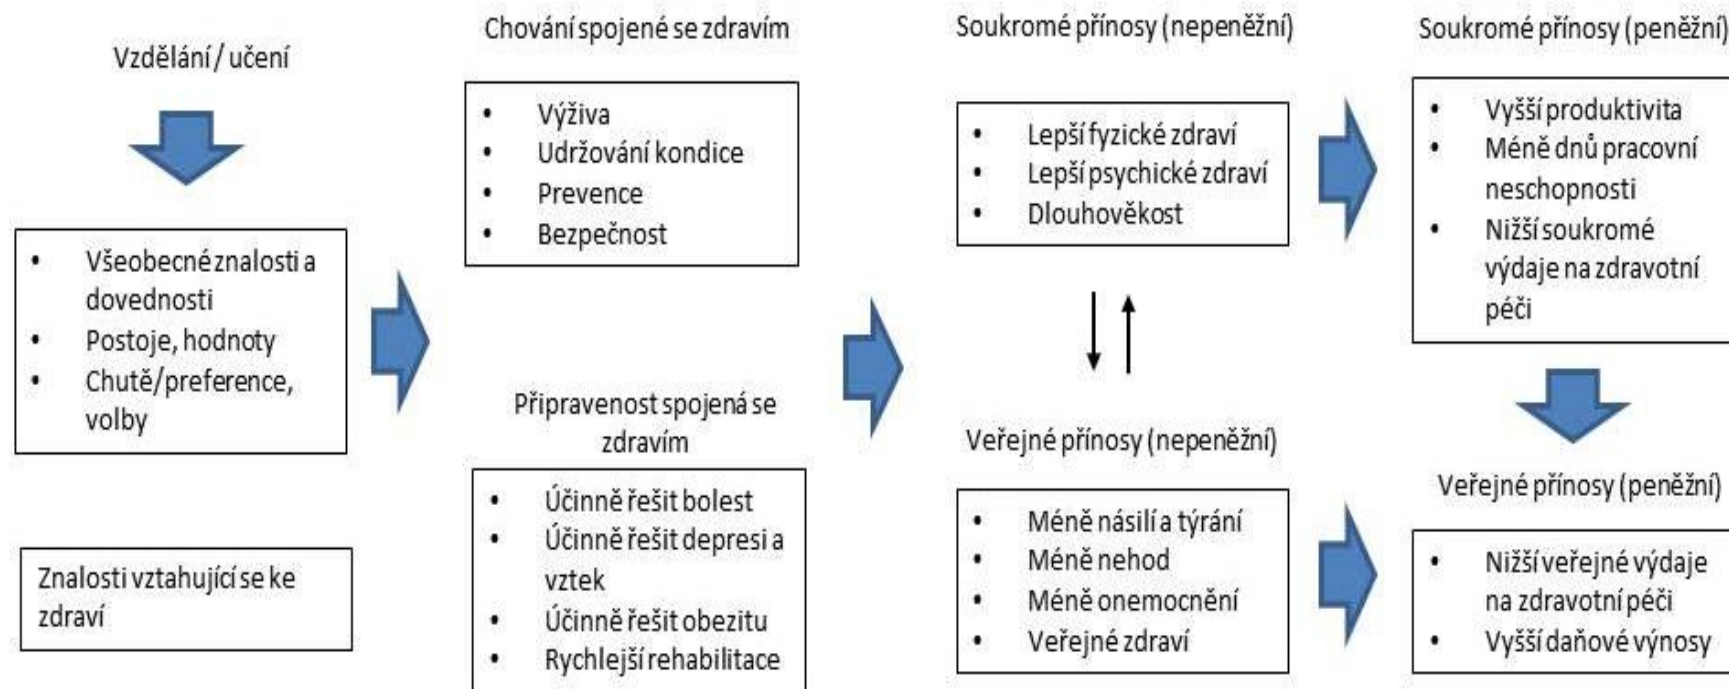 Vzdělání / učení
• Všeobecné znalosti a
dovednosti
• Postoje, hodnoty
• Chutě/preference,
volby
Znalosti vztahující se ke
zdraví
Chování spojené se zdravím
• Výživa
• Udržování kondice
• Prevence
• Bezpečnost
Připravenost spojená se
zdravím
• Účinně řešit bolest
• Účinně řešit depresi a
vztek
• Účinně řešit obezitu
• Rychlejší rehabilitace
Soukromé přínosy (nepeněžní)
• Lepší fyzické zdraví
• Lepší psychické zdraví
• Dlouhověkost
Veřejné přínosy (nepeněžní)
• Méně násilí a týrání
• Méně nehod
• Méně onemocnění
• Veřejné zdraví
Soukromé přínosy (peněžní)
• Vyšší produktivita
• Méně dnů pracovní
neschopnosti
• Nižší soukromé
výdaje na zdravotní
péči
Veřejné přínosy (peněžní)
• Nižší veřejné výdaje
na zdravotní péči
• Vyšší daňové výnosy